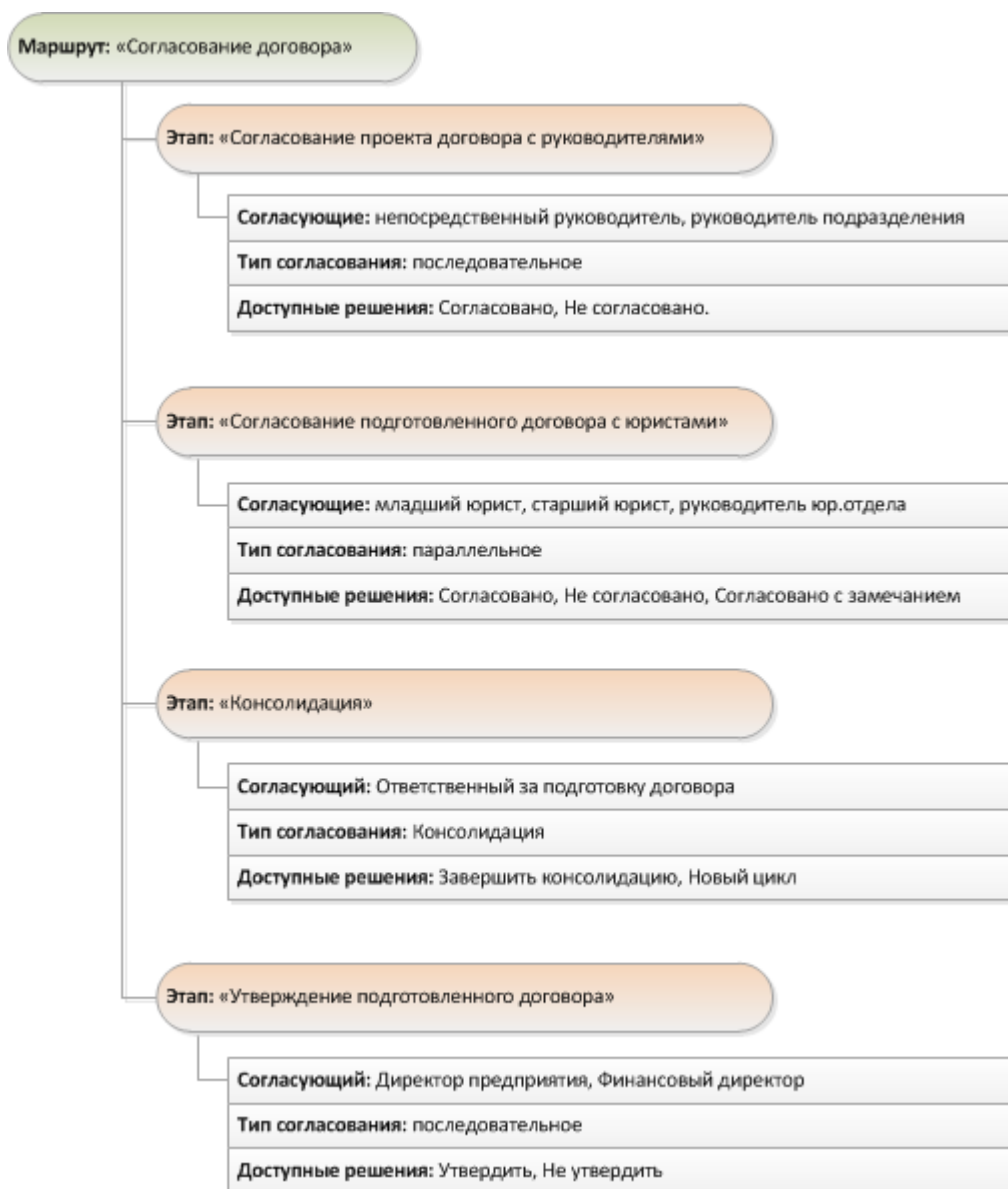 Маршрут: «Согласование договора»
Этап: «Согласование проекта договора с руководителями»
Согласующие: непосредственный руководитель, руководитель подразделения
Тип согласования: последовательное
Доступные решения: Согласовано, Не согласовано.
Этап: «Согласование подготовленного договора с юристами»
Согласующие: младший юрист, старший юрист, руководитель юр.отдела
Тип согласования: параллельное
Доступные решения: Согласовано, Не согласовано, Согласовано с замечанием
Этап: «Консолидация»
Согласующий: Ответственный за подготовку договора
Тип согласования: Консолидация
Доступные решения: Завершить консолидацию, Новый цикл
Этап: «Утверждение подготовленного договора»
Согласующий: Директор предприятия, Финансовый директор
Тип согласования: последовательное
Доступные решения: Утвердить, Не утвердить